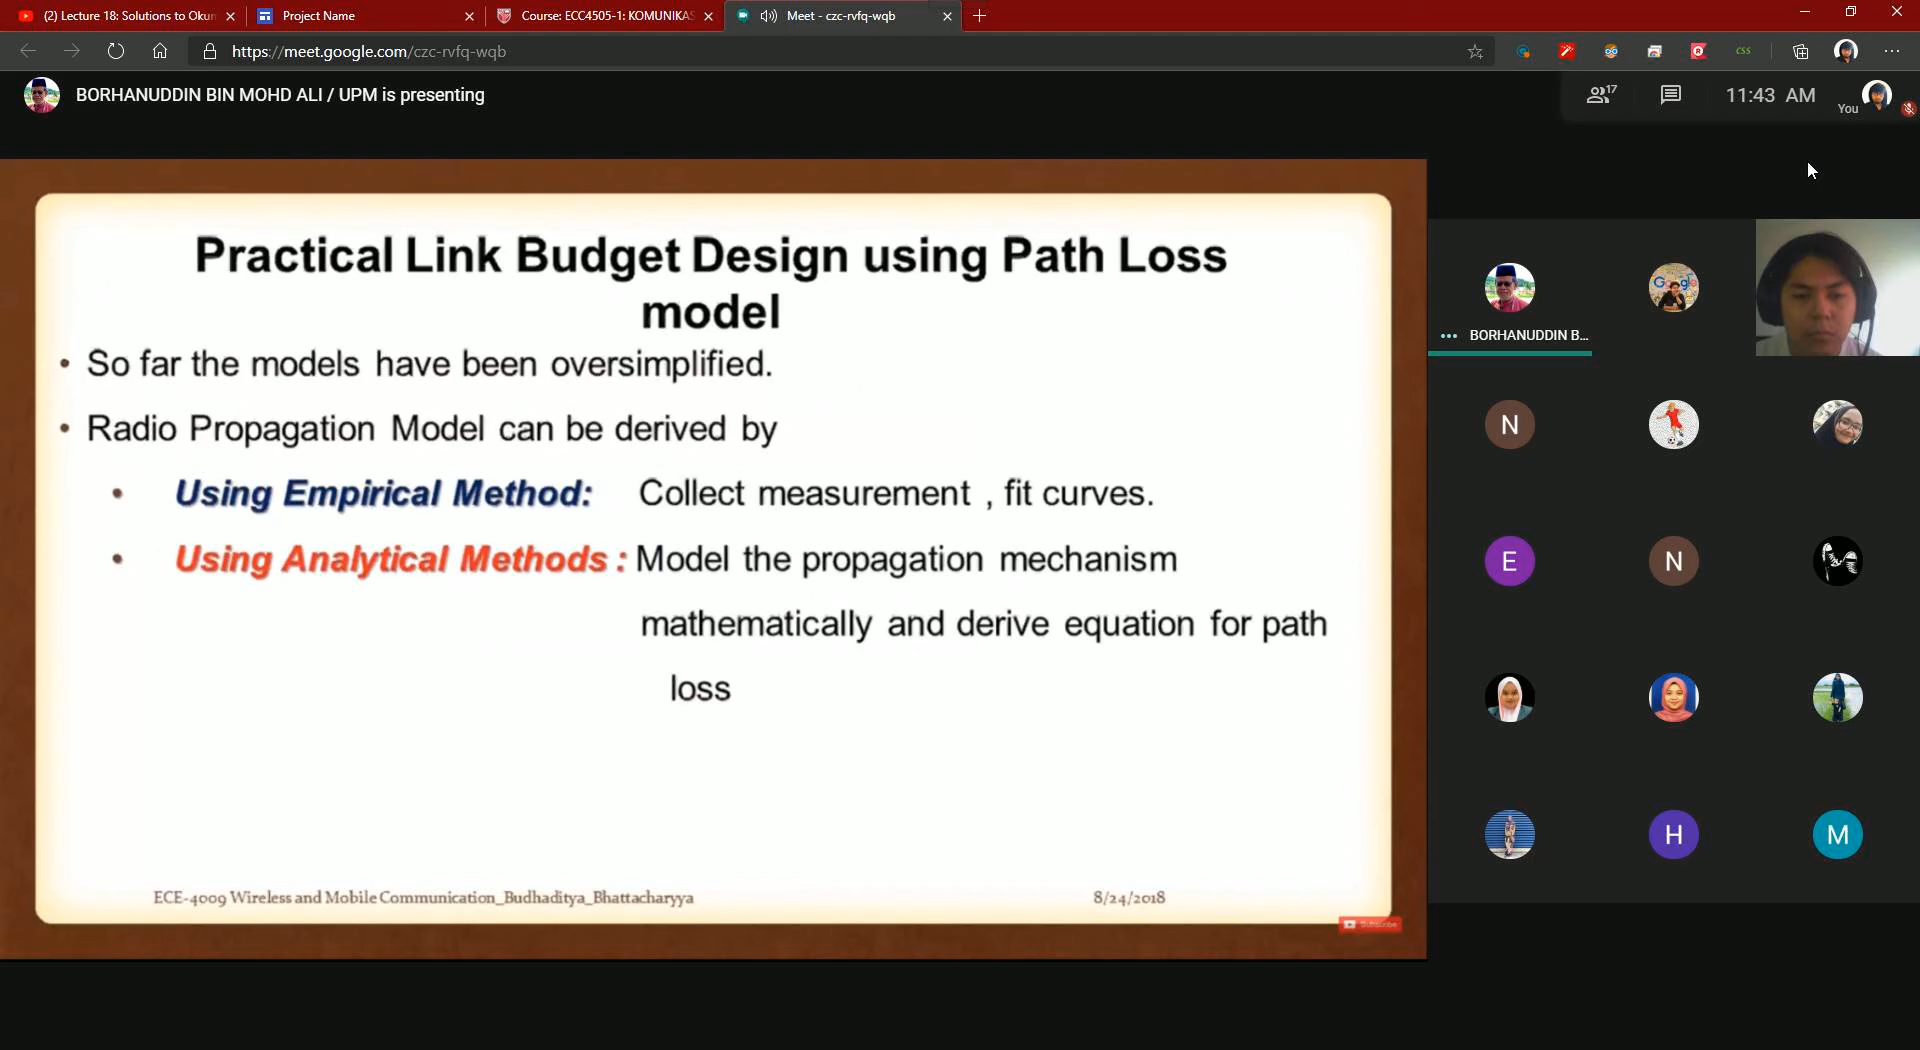 (2) Lecture 18: Solutions to Okun
Project Name
Course: ECC4505-1: KOMUNIKAS
Meet - czc-rvfq-wqb
https://meet.google.com/czc-rvfq-wqb
CSS
BORHANUDDIN BIN MOHD ALI / UPM is presenting
17
11:43 AM
You
Practical Link Budget Design using Path Loss
model
• So far the models have been oversimplified.
• Radio Propagation Model can be derived by
• Using Empirical Method: Collect measurement , fit curves.
• Using Analytical Methods : Model the propagation mechanism
mathematically and derive equation for path
loss
ECE-4009 Wireless and Mobile Communication_Budhaditya_Bhattacharyya
8/24/2018
Subscribe
Google
BORHANUDDIN B...
N
E
N
H
M